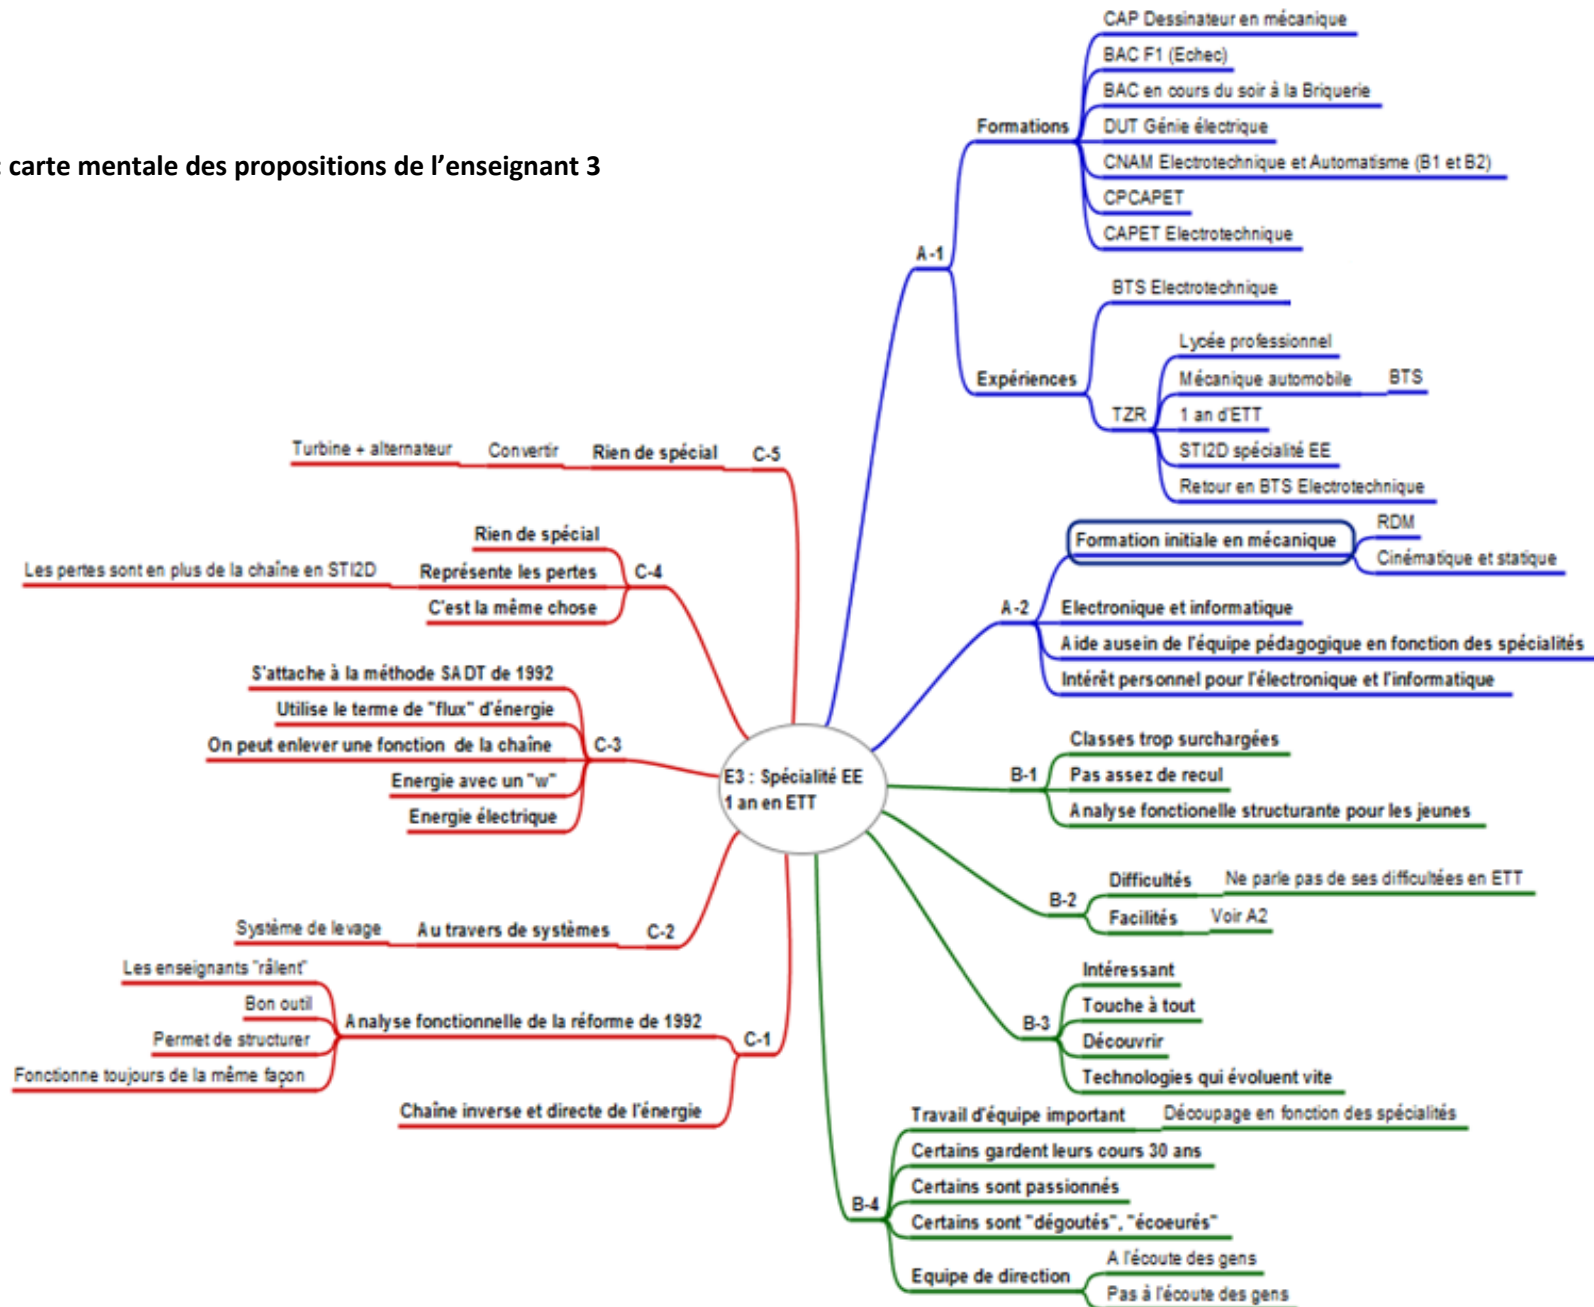 : carte mentale des propositions de l'enseignant 3
CAP Dessinateur en mécanique
BAC F1 (Echec)
BAC en cours du soir à la Briquerie
Formations
DUT Génie électrique
CNAM Electrotechnique et Automatisme (B1 et B2)
CPCAPET
CAPET Electrotechnique
A-1
BTS Electrotechnique
Expériences
Lycée professionnel
Mécanique automobile
BTS
TZR
1 an d'ETT
STI2D spécialité EE
Retour en BTS Electrotechnique
Formation initiale en mécanique
RDM
Cinématique et statique
A-2
Electronique et informatique
Aide ausein de l'équipe pédagogique en fonction des spécialités
Intérêt personnel pour l'électronique et l'informatique
E3 : Spécialité EE
1 an en ETT
Classes trop surchargées
B-1
Pas assez de recul
Analyse fonctionelle structurante pour les jeunes
Difficultés
Ne parle pas de ses difficultées en ETT
B-2
Facilités
Voir A2
Intéressant
Touche à tout
B-3
Découvrir
Technologies qui évoluent vite
Travail d'équipe important
Découpage en fonction des spécialités
Certains gardent leurs cours 30 ans
Certains sont passionnés
B-4
Certains sont "dégoutés", "écoeurés"
Equipe de direction
A l'écoute des gens
Pas à l'écoute des gens
Turbine + alternateur
Convertir
Rien de spécial
C-5
Rien de spécial
Les pertes sont en plus de la chaîne en STI2D
Représente les pertes
C-4
C'est la même chose
S'attache à la méthode SADT de 1992
Utilise le terme de "flux" d'énergie
On peut enlever une fonction de la chaîne
C-3
Energie avec un "w"
Energie électrique
Système de levage
Au travers de systèmes
C-2
Les enseignants "râlent"
Bon outil
Analyse fonctionnelle de la réforme de 1992
C-1
Permet de structurer
Fonctionne toujours de la même façon
Chaîne inverse et directe de l'énergie